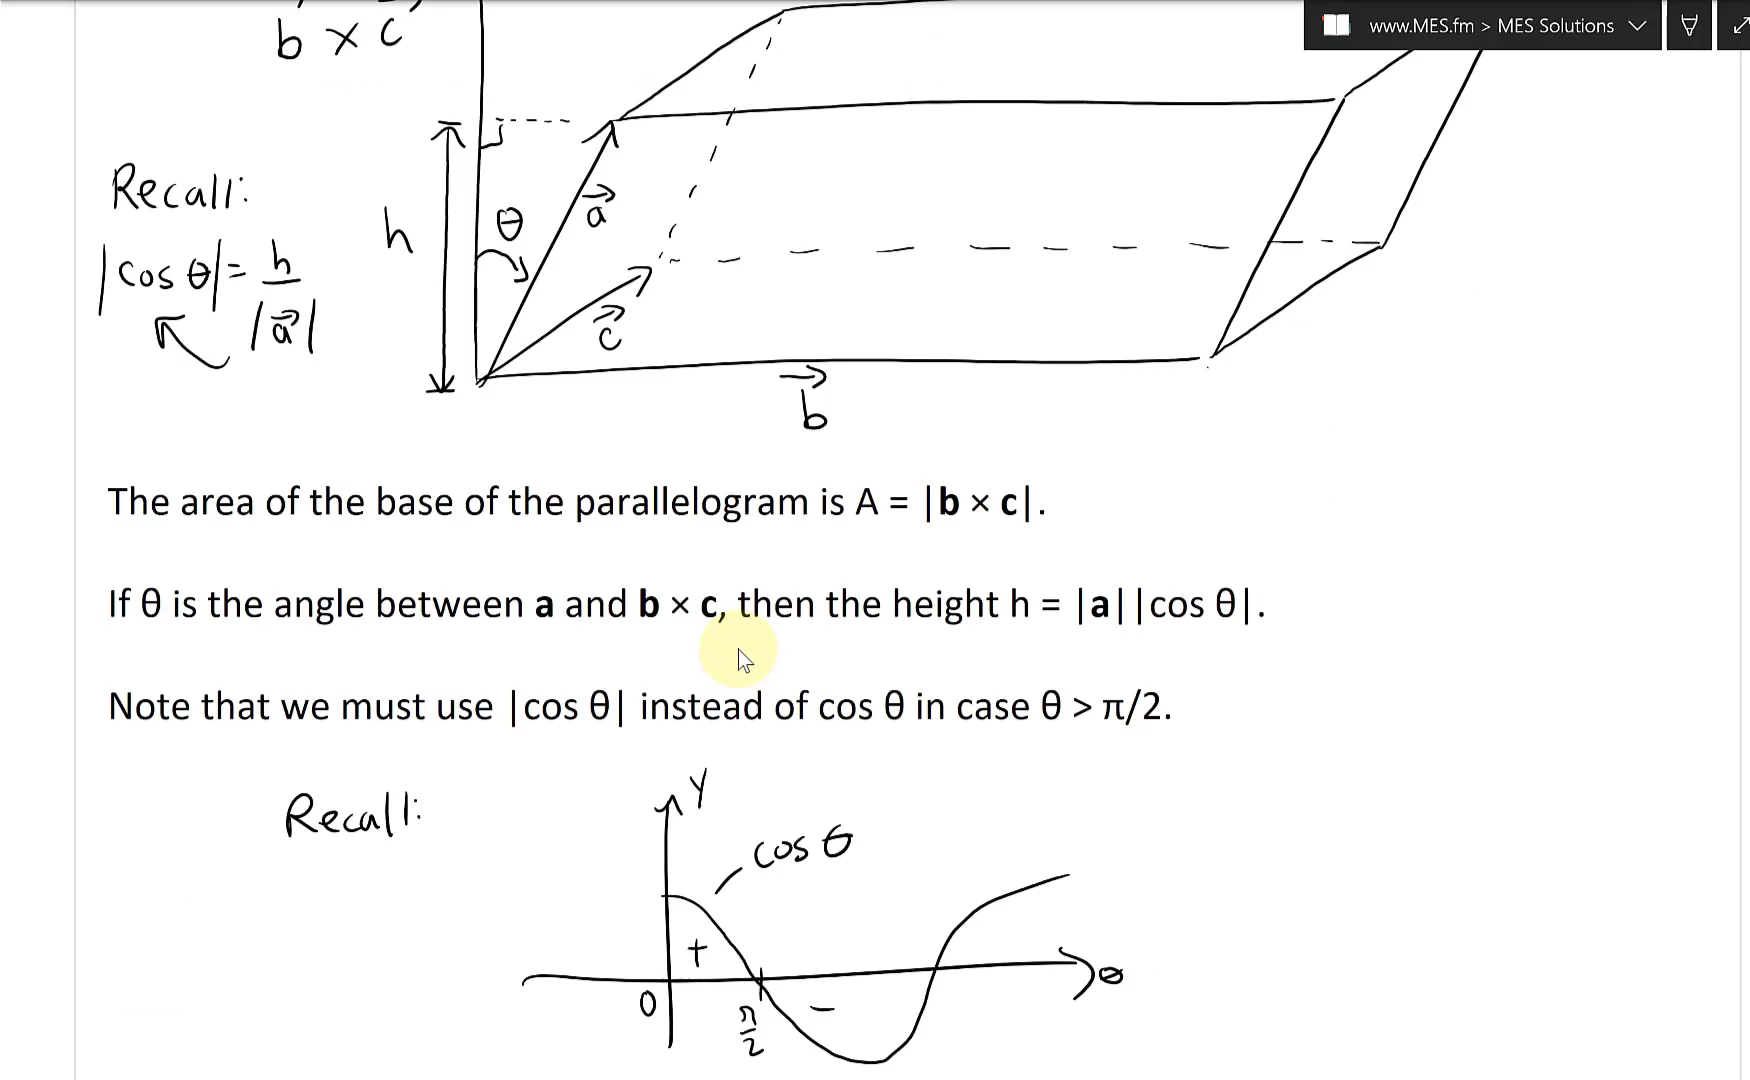 www.MES.fm > MES Solutions
b × c
Recall:
|cos θ| = h / |a⃗|
h
θ
a⃗
c⃗
b⃗
The area of the base of the parallelogram is A = |b × c|.
If θ is the angle between a and b × c, then the height h = |a||cos θ|.
Note that we must use |cos θ| instead of cos θ in case θ > π/2.
Recall:
y
cos θ
+
θ
0
π/2
−